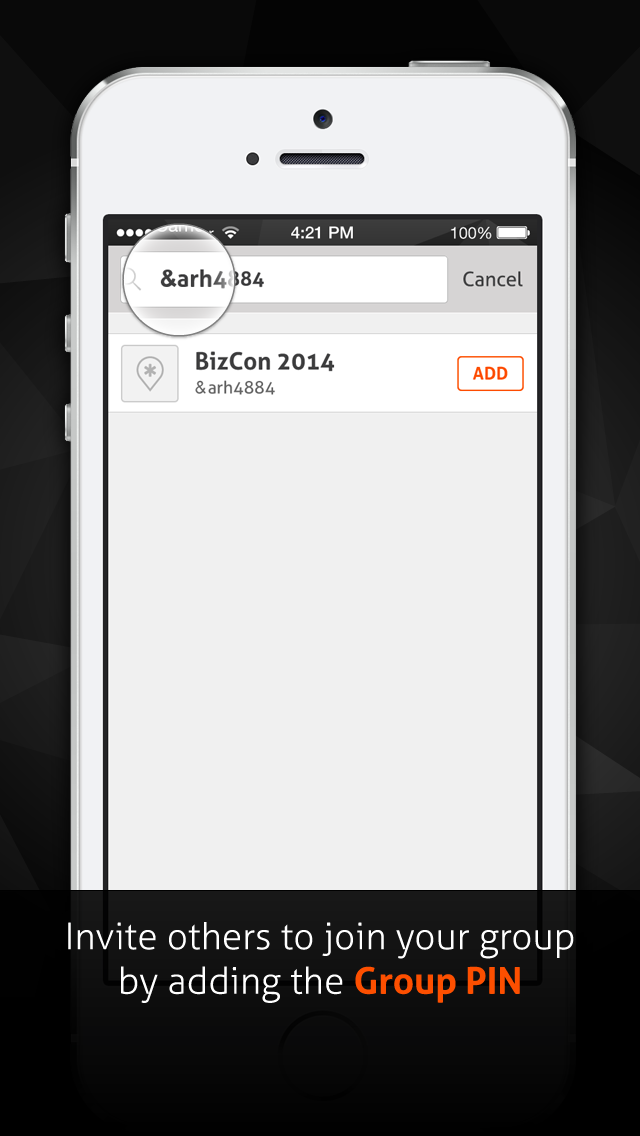 4:21 PM
100%
&arh4884
Cancel
BizCon 2014
&arh4884
ADD
Invite others to join your group
by adding the Group PIN